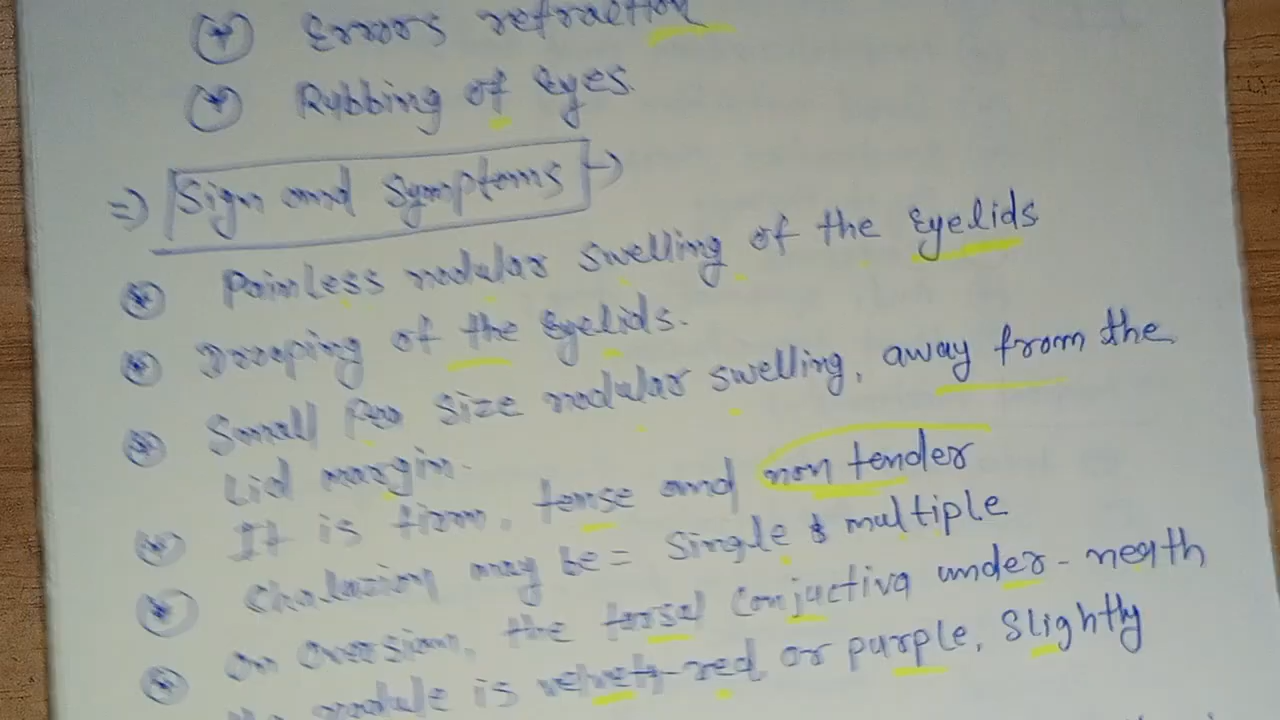 Errors refraction
Rubbing of Eyes.
=> Sign and Symptoms →
Painless nodular swelling of the Eyelids
Drooping of the Eyelids.
Small Pea size nodular swelling, away from the
Lid margin.
It is firm, tense and non tender
Chalazion may be = Single & multiple
On eversion, the tarsal Conjuctiva under-neath
nodule is velvety red or purple, Slightly